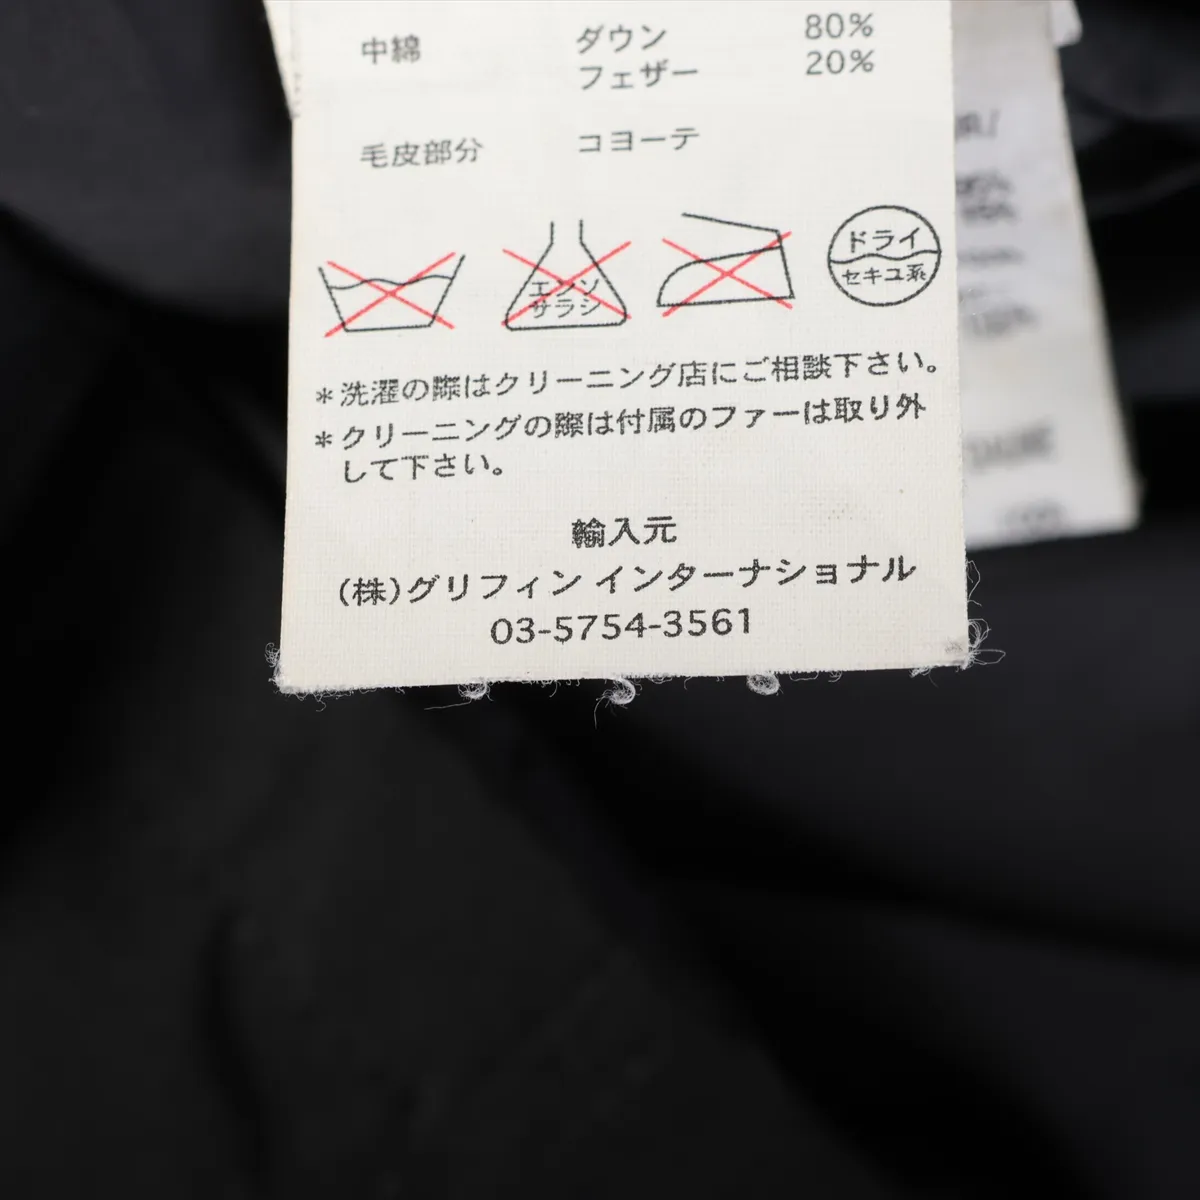 中綿 ダウン 80%
フェザー 20%
毛皮部分 コヨーテ
エンソ
サラシ
ドライ
セキユ系
*洗濯の際はクリーニング店にご相談下さい。
*クリーニングの際は付属のファーは取り外
して下さい。
輸入元
(株)グリフィン インターナショナル
03-5754-3561